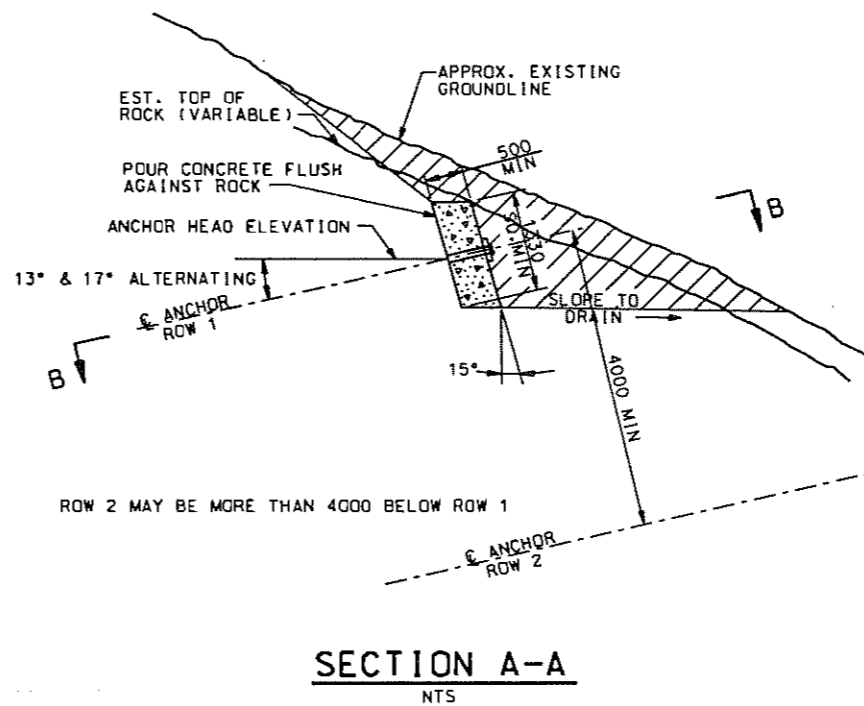 APPROX. EXISTING
GROUNDLINE
EST. TOP OF
ROCK (VARIABLE)
500
MIN
POUR CONCRETE FLUSH
AGAINST ROCK
B
ANCHOR HEAD ELEVATION
SO. MIN
13° & 17° ALTERNATING
℄ ANCHOR
ROW 1
SLOPE TO
DRAIN
B
15°
4000 MIN
ROW 2 MAY BE MORE THAN 4000 BELOW ROW 1
℄ ANCHOR
ROW 2
SECTION A-A
NTS